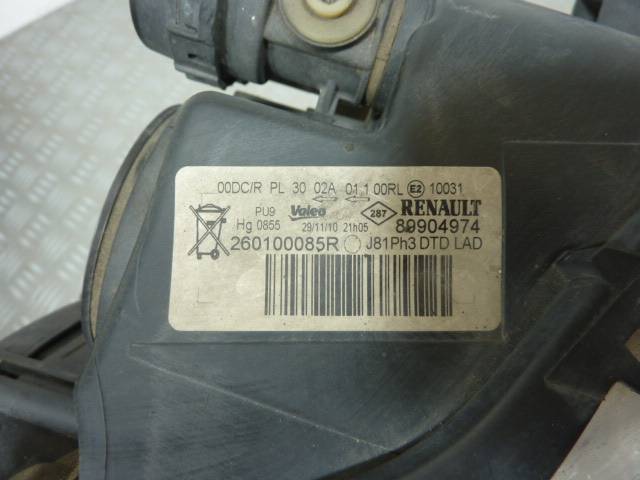 00DC/R PL 30 02A 01 1 00RL E2 10031
PU9 Valeo 287 RENAULT
Hg 0855 29/11/10 21h05 89904974
260100085R J81Ph3 DTD LAD